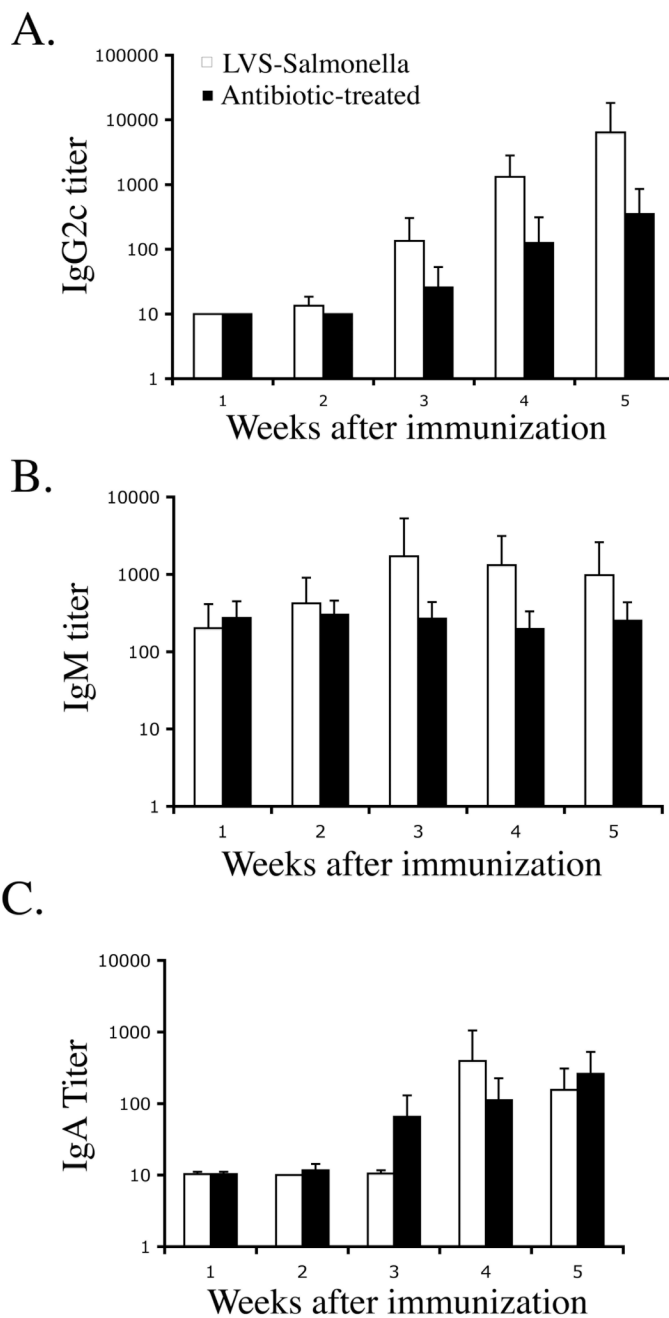 A.
100000
10000
1000
100
10
1
IgG2c titer
LVS-Salmonella
Antibiotic-treated
1 2 3 4 5
Weeks after immunization
B.
10000
1000
100
10
1
IgM titer
1 2 3 4 5
Weeks after immunization
C.
10000
1000
100
10
1
IgA Titer
1 2 3 4 5
Weeks after immunization